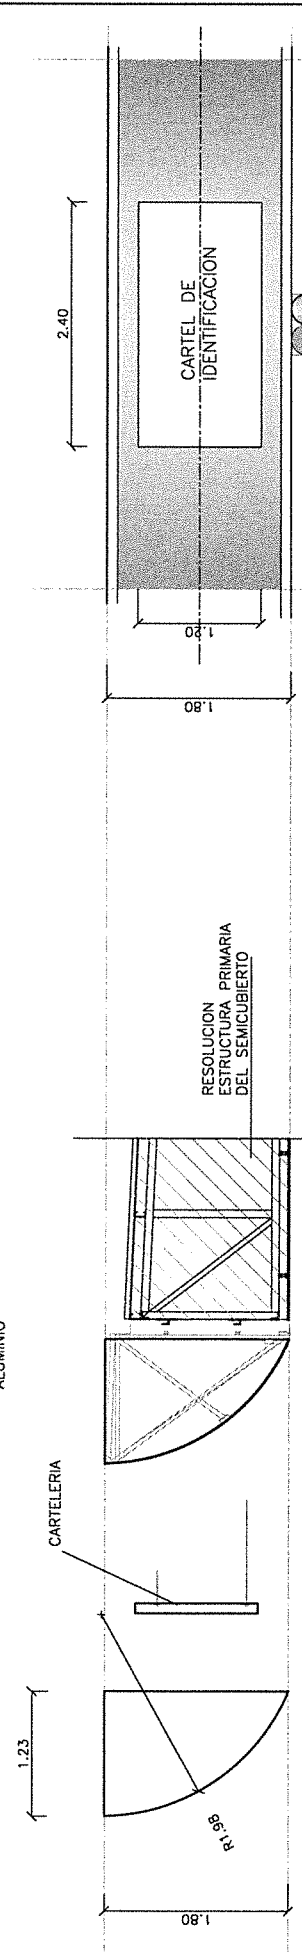 ALUMINIO
1.23
R1.98
1.80
CARTELERIA
RESOLUCION
ESTRUCTURA PRIMARIA
DEL SEMICUBIERTO
1.80
1.20
2.40
CARTEL DE
IDENTIFICACION